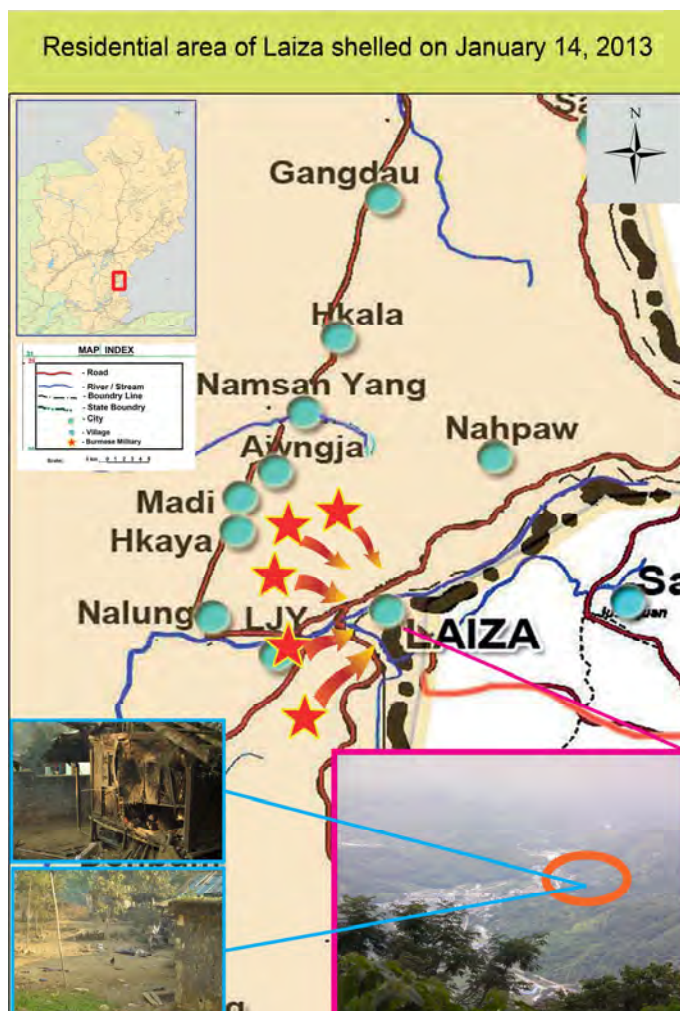 Residential area of Laiza shelled on January 14, 2013
N
Gangdau
Hkala
MAP INDEX
- Road
- River / Stream
- Boundry Line
- State Boundry
- City
- Village
- Burmese Military
Namsan Yang
Awngja
Nahpaw
Madi
Hkaya
Nalung
LJY
LAIZA